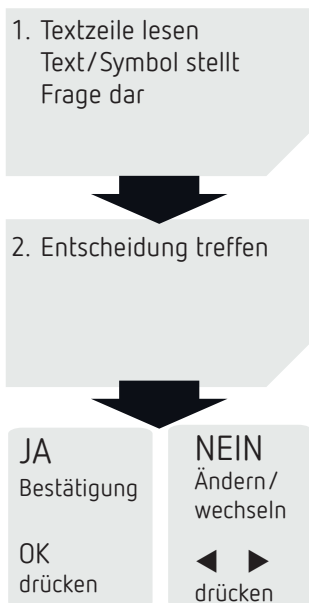 1. Textzeile lesen
Text/Symbol stellt
Frage dar
2. Entscheidung treffen
JA
Bestätigung
OK
drücken
NEIN
Ändern/
wechseln
◀ ▶
drücken